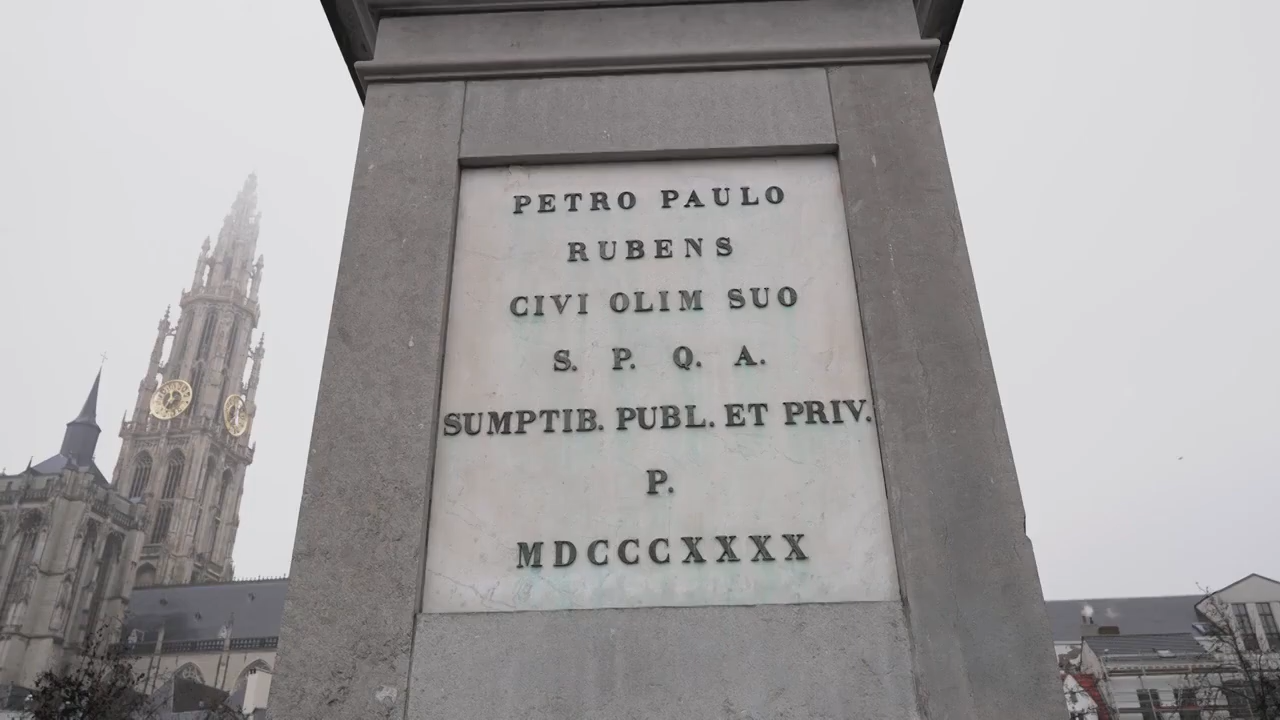 PETRO PAULO
RUBENS
CIVI OLIM SUO
S. P. Q. A.
SUMPTIB. PUBL. ET PRIV.
P.
MDCCCXXXX